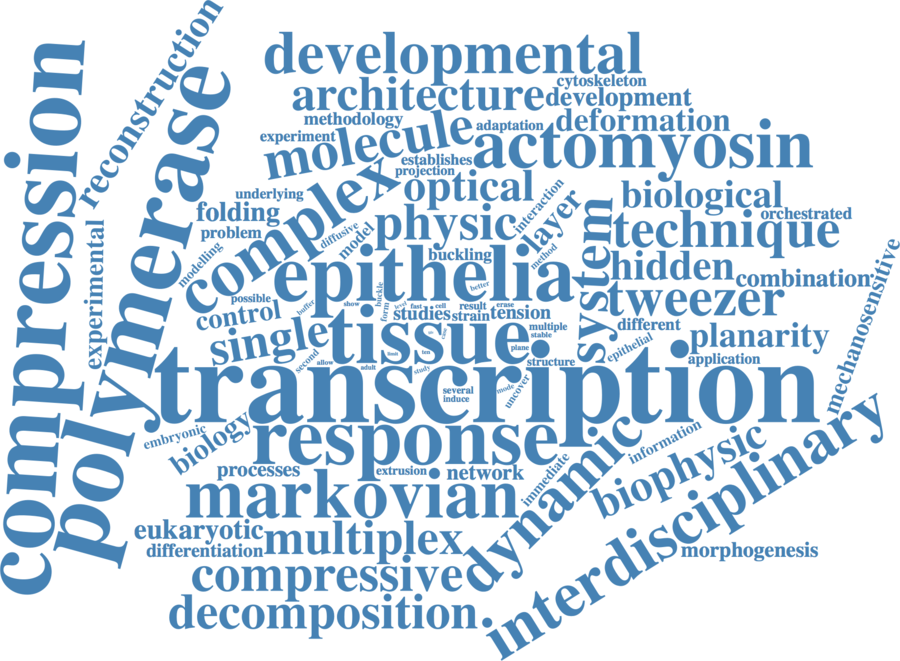 compression
polymerase
reconstruction
experimental
developmental
cytoskeleton
architecture
development
methodology
deformation
experiment
molecule
adaptation
actomyosin
establishes
projection
complex
optical
underlying
folding
problem
diffusive
model
modelling
physic
interaction
layer
method
buckling
biological
orchestrated
technique
system
hidden
combination
mechanosensitive
epithelia
better
tweezer
possible
buffer
show
buckle
form
level
fast
cell
result
erase
control
studies
strain
tension
multiple
stable
different
epithelial
planarity
application
single
tissue
plane
structure
second
allow
adult
study
ten
transcription
several
induce
mode
uncover
embryonic
biology
response
processes
extrusion
network
immediate
dynamic
information
biophysic
interdisciplinary
markovian
eukaryotic
differentiation
multiplex
morphogenesis
compressive
decomposition